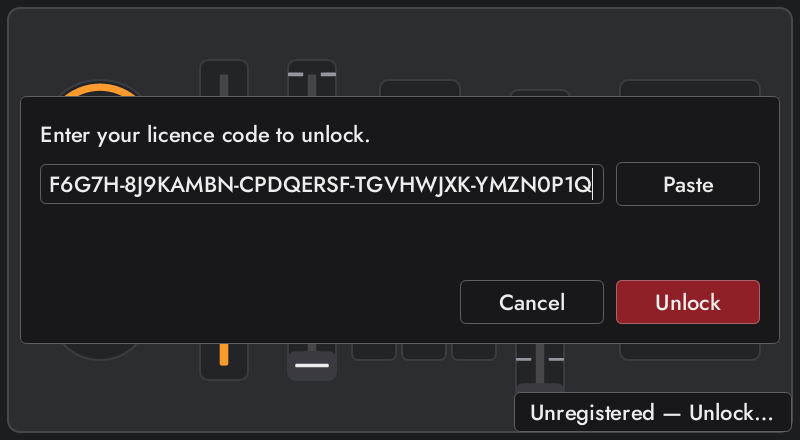 Enter your licence code to unlock.
F6G7H-8J9KAMBN-CPDQERSF-TGVHWJXK-YMZN0P1Q
Paste
Cancel
Unlock
Unregistered — Unlock...